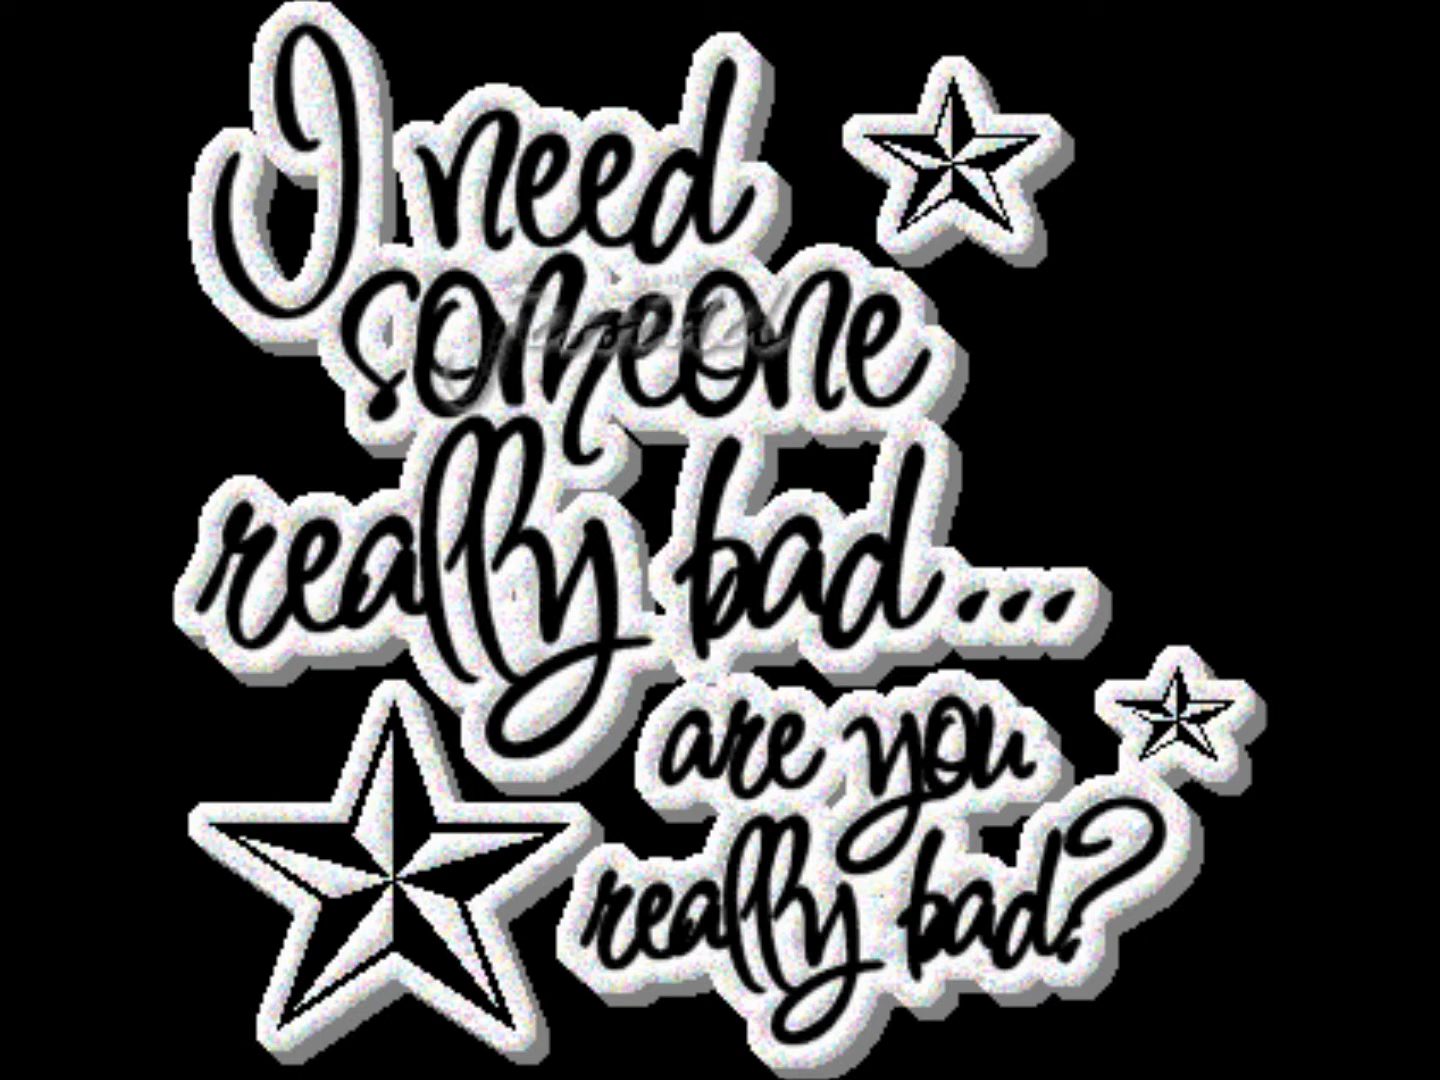 I need
someone
really bad...
are you
really bad?